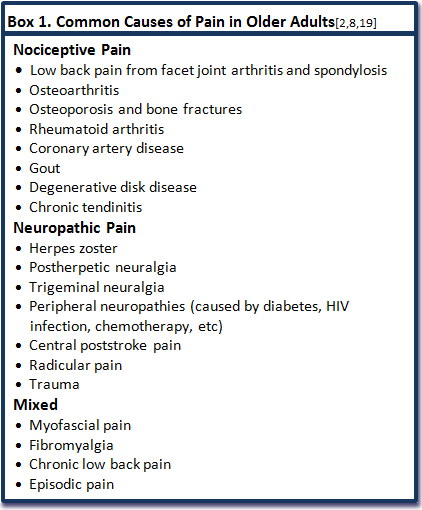 Box 1. Common Causes of Pain in Older Adults[2,8,19]
Nociceptive Pain
• Low back pain from facet joint arthritis and spondylosis
• Osteoarthritis
• Osteoporosis and bone fractures
• Rheumatoid arthritis
• Coronary artery disease
• Gout
• Degenerative disk disease
• Chronic tendinitis
Neuropathic Pain
• Herpes zoster
• Postherpetic neuralgia
• Trigeminal neuralgia
• Peripheral neuropathies (caused by diabetes, HIV
infection, chemotherapy, etc)
• Central poststroke pain
• Radicular pain
• Trauma
Mixed
• Myofascial pain
• Fibromyalgia
• Chronic low back pain
• Episodic pain